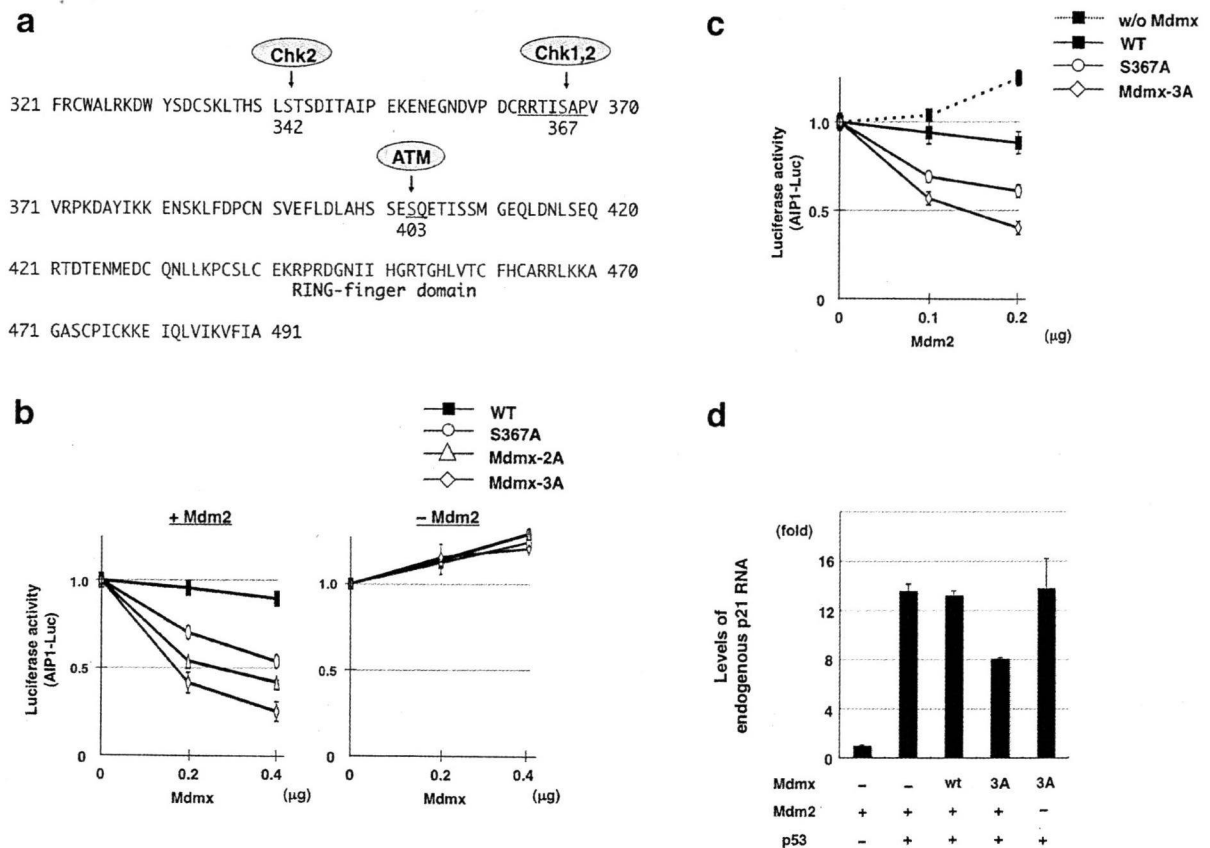 a
Chk2
Chk1,2
321 FRCWALRKDW YSDCSKLTHS LSTSDITAIP EKENEGNDVP DCRRTISAPV 370
342
367
ATM
371 VRPKDAYIKK ENSKLFDPCN SVEFLDLAHS SESQETISSM GEQLDNLSEQ 420
403
421 RTDTENMEDC QNLLKPCSLC EKRPRDGNII HGRTGHLVTC FHCARRLKKA 470
RING-finger domain
471 GASCPICKKE IQLVIKVFIA 491
b
WT
S367A
Mdmx-2A
Mdmx-3A
+ Mdm2
– Mdm2
Luciferase activity
(AIP1-Luc)
1.0
0.5
0
0 0.2 0.4 (μg)
Mdmx
1.0
0.5
0
0 0.2 0.4 (μg)
Mdmx
c
w/o Mdmx
WT
S367A
Mdmx-3A
Luciferase activity
(AIP1-Luc)
1.0
0.5
0
0 0.1 0.2
Mdm2 (μg)
d
(fold)
Levels of
endogenous p21 RNA
16
12
8
4
0
Mdmx – – wt 3A 3A
Mdm2 + + + + –
p53 – + + + +